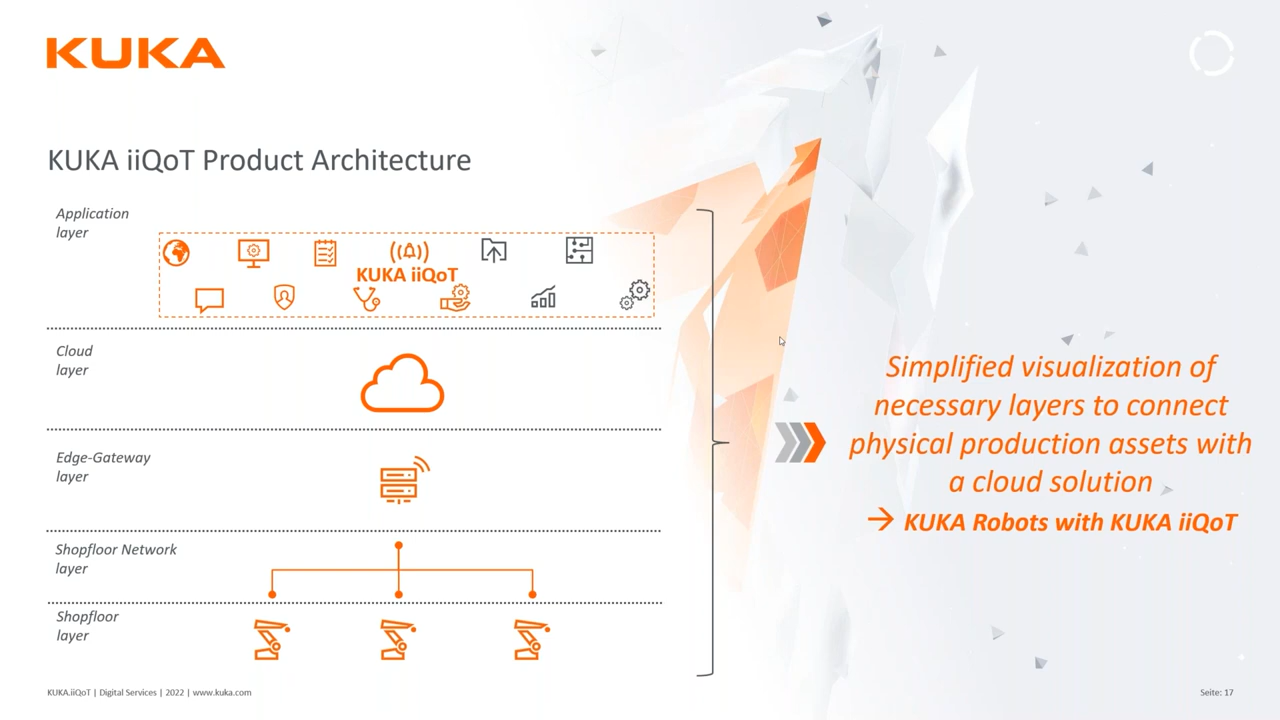 KUKA
KUKA iiQoT Product Architecture
Application
layer
KUKA iiQoT
Cloud
layer
Edge-Gateway
layer
Shopfloor Network
layer
Shopfloor
layer
Simplified visualization of
necessary layers to connect
physical production assets with
a cloud solution
→ KUKA Robots with KUKA iiQoT
KUKA.iiQoT | Digital Services | 2022 | www.kuka.com
Seite: 17